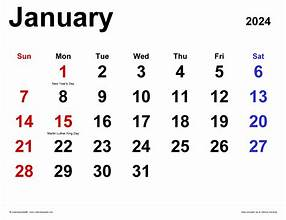 January 2024
Sun Mon Tue Wed Thu Fri Sat
1 2 3 4 5 6
New Year's Day
7 8 9 10 11 12 13
14 15 16 17 18 19 20
Martin Luther King Day
21 22 23 24 25 26 27
28 29 30 31